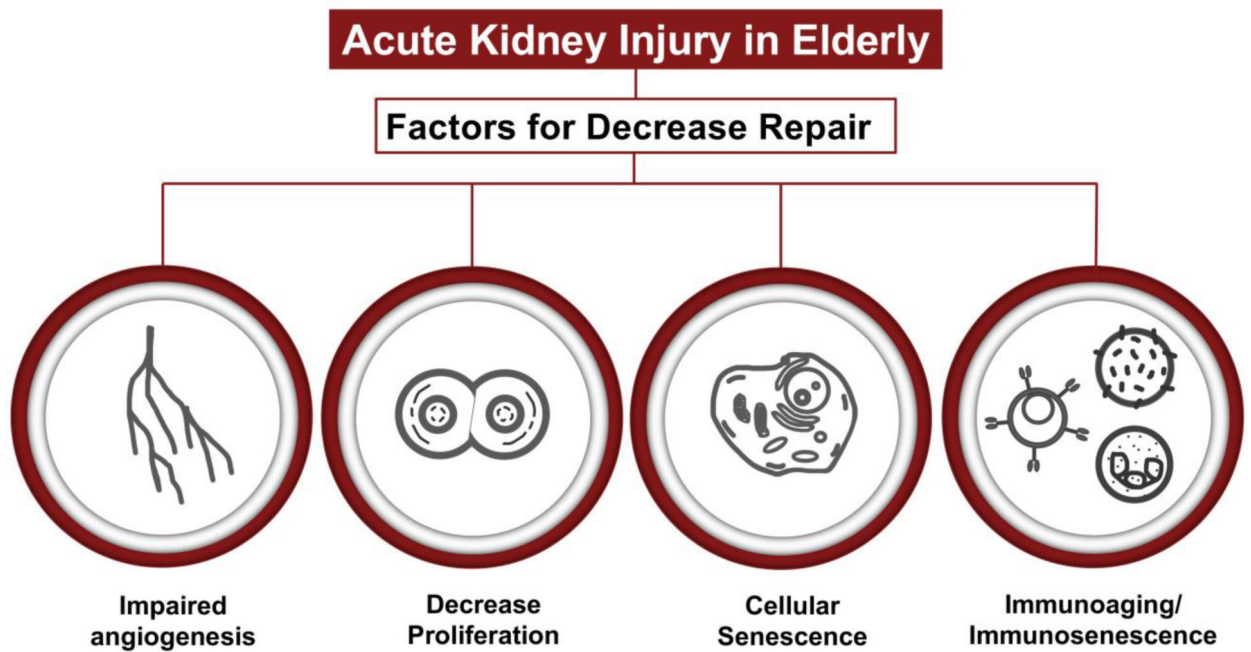 Acute Kidney Injury in Elderly
Factors for Decrease Repair
Impaired
angiogenesis
Decrease
Proliferation
Cellular
Senescence
Immunoaging/
Immunosenescence